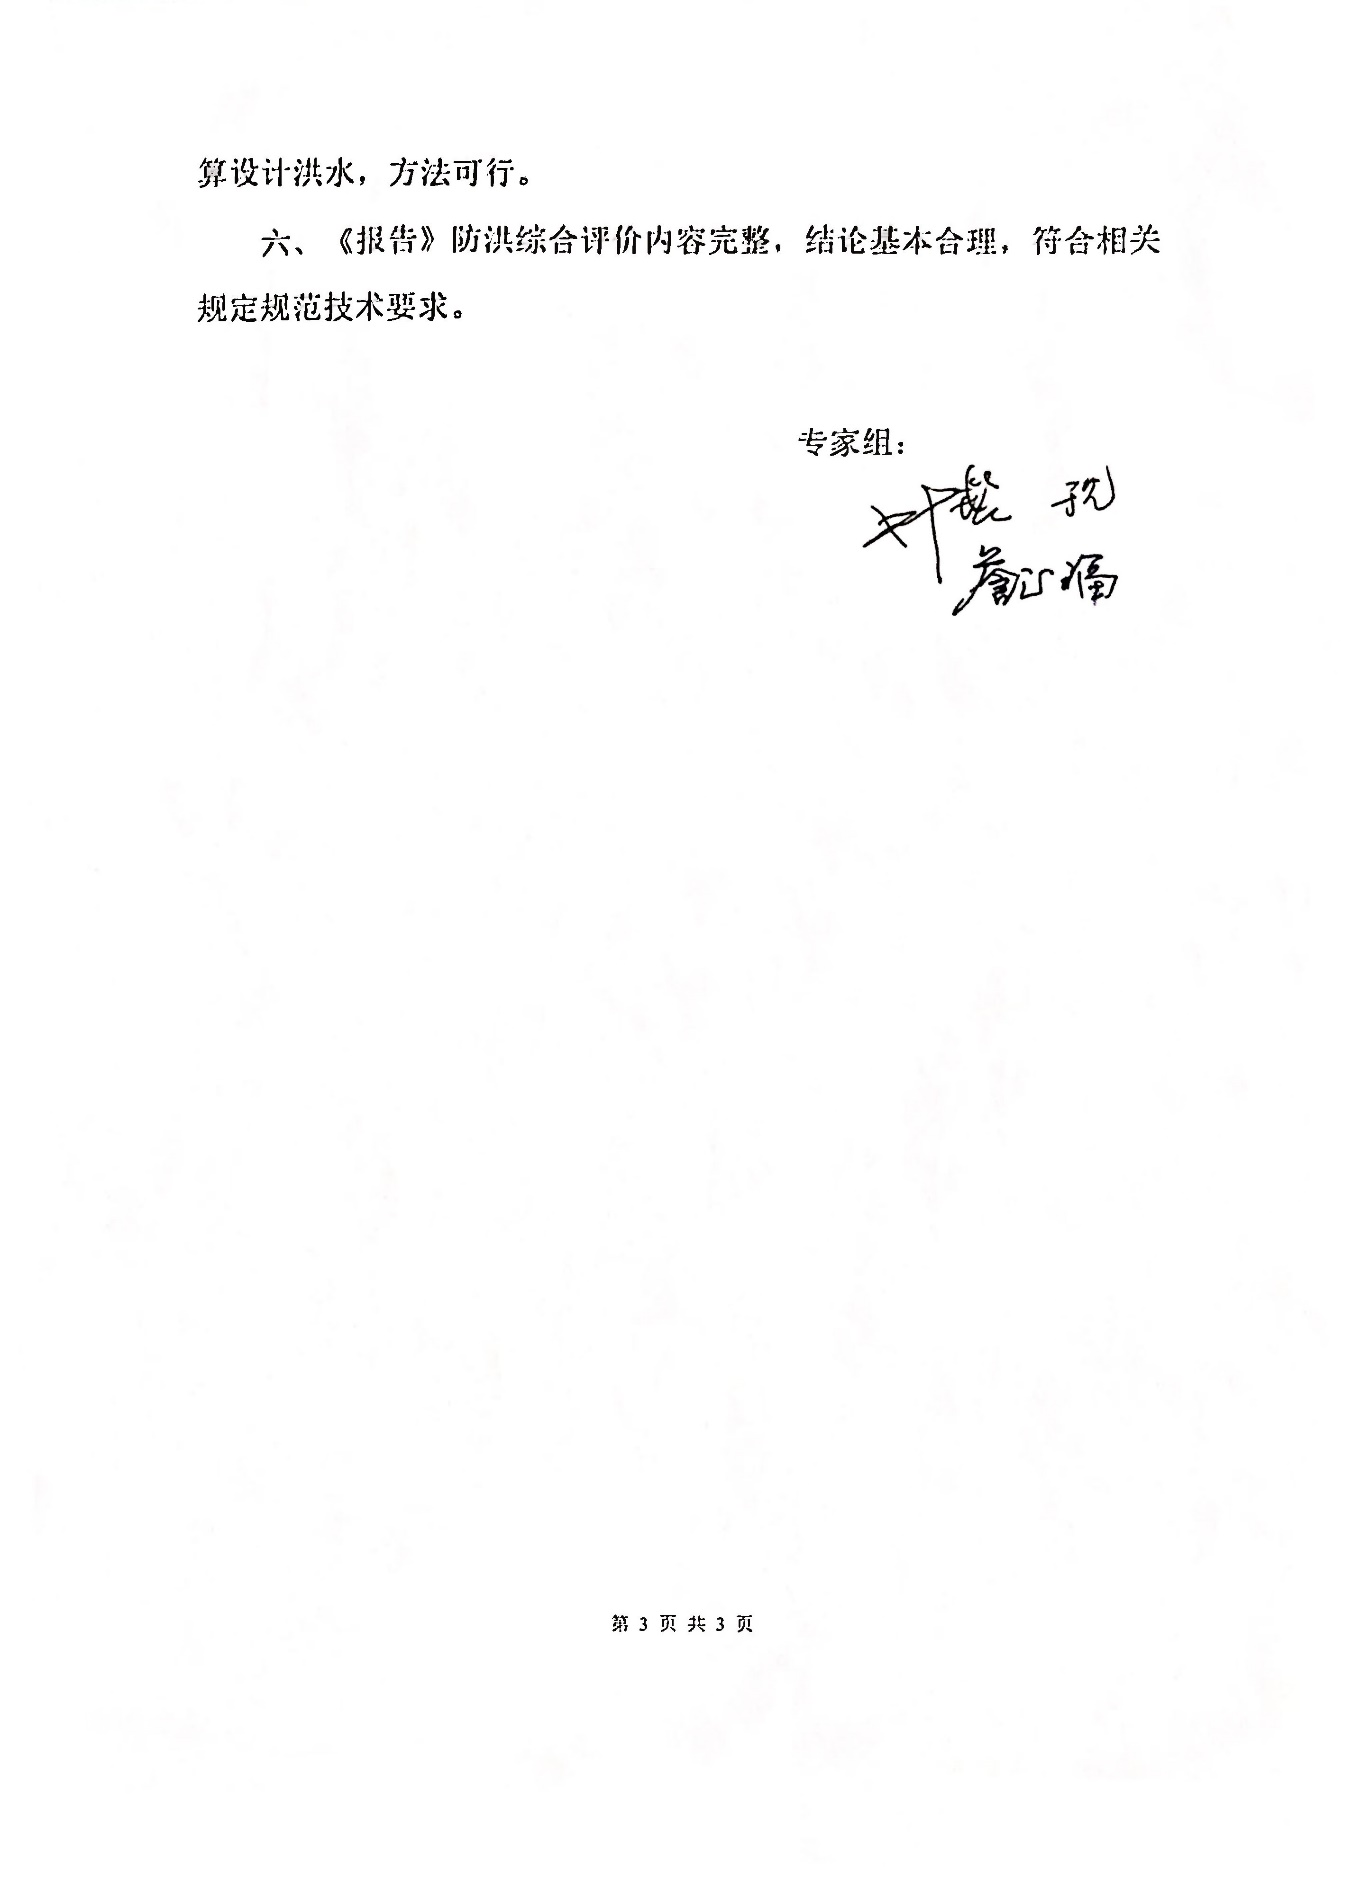 算设计洪水，方法可行。
六、《报告》防洪综合评价内容完整，结论基本合理，符合相关
规定规范技术要求。
专家组：
第 3 页 共 3 页